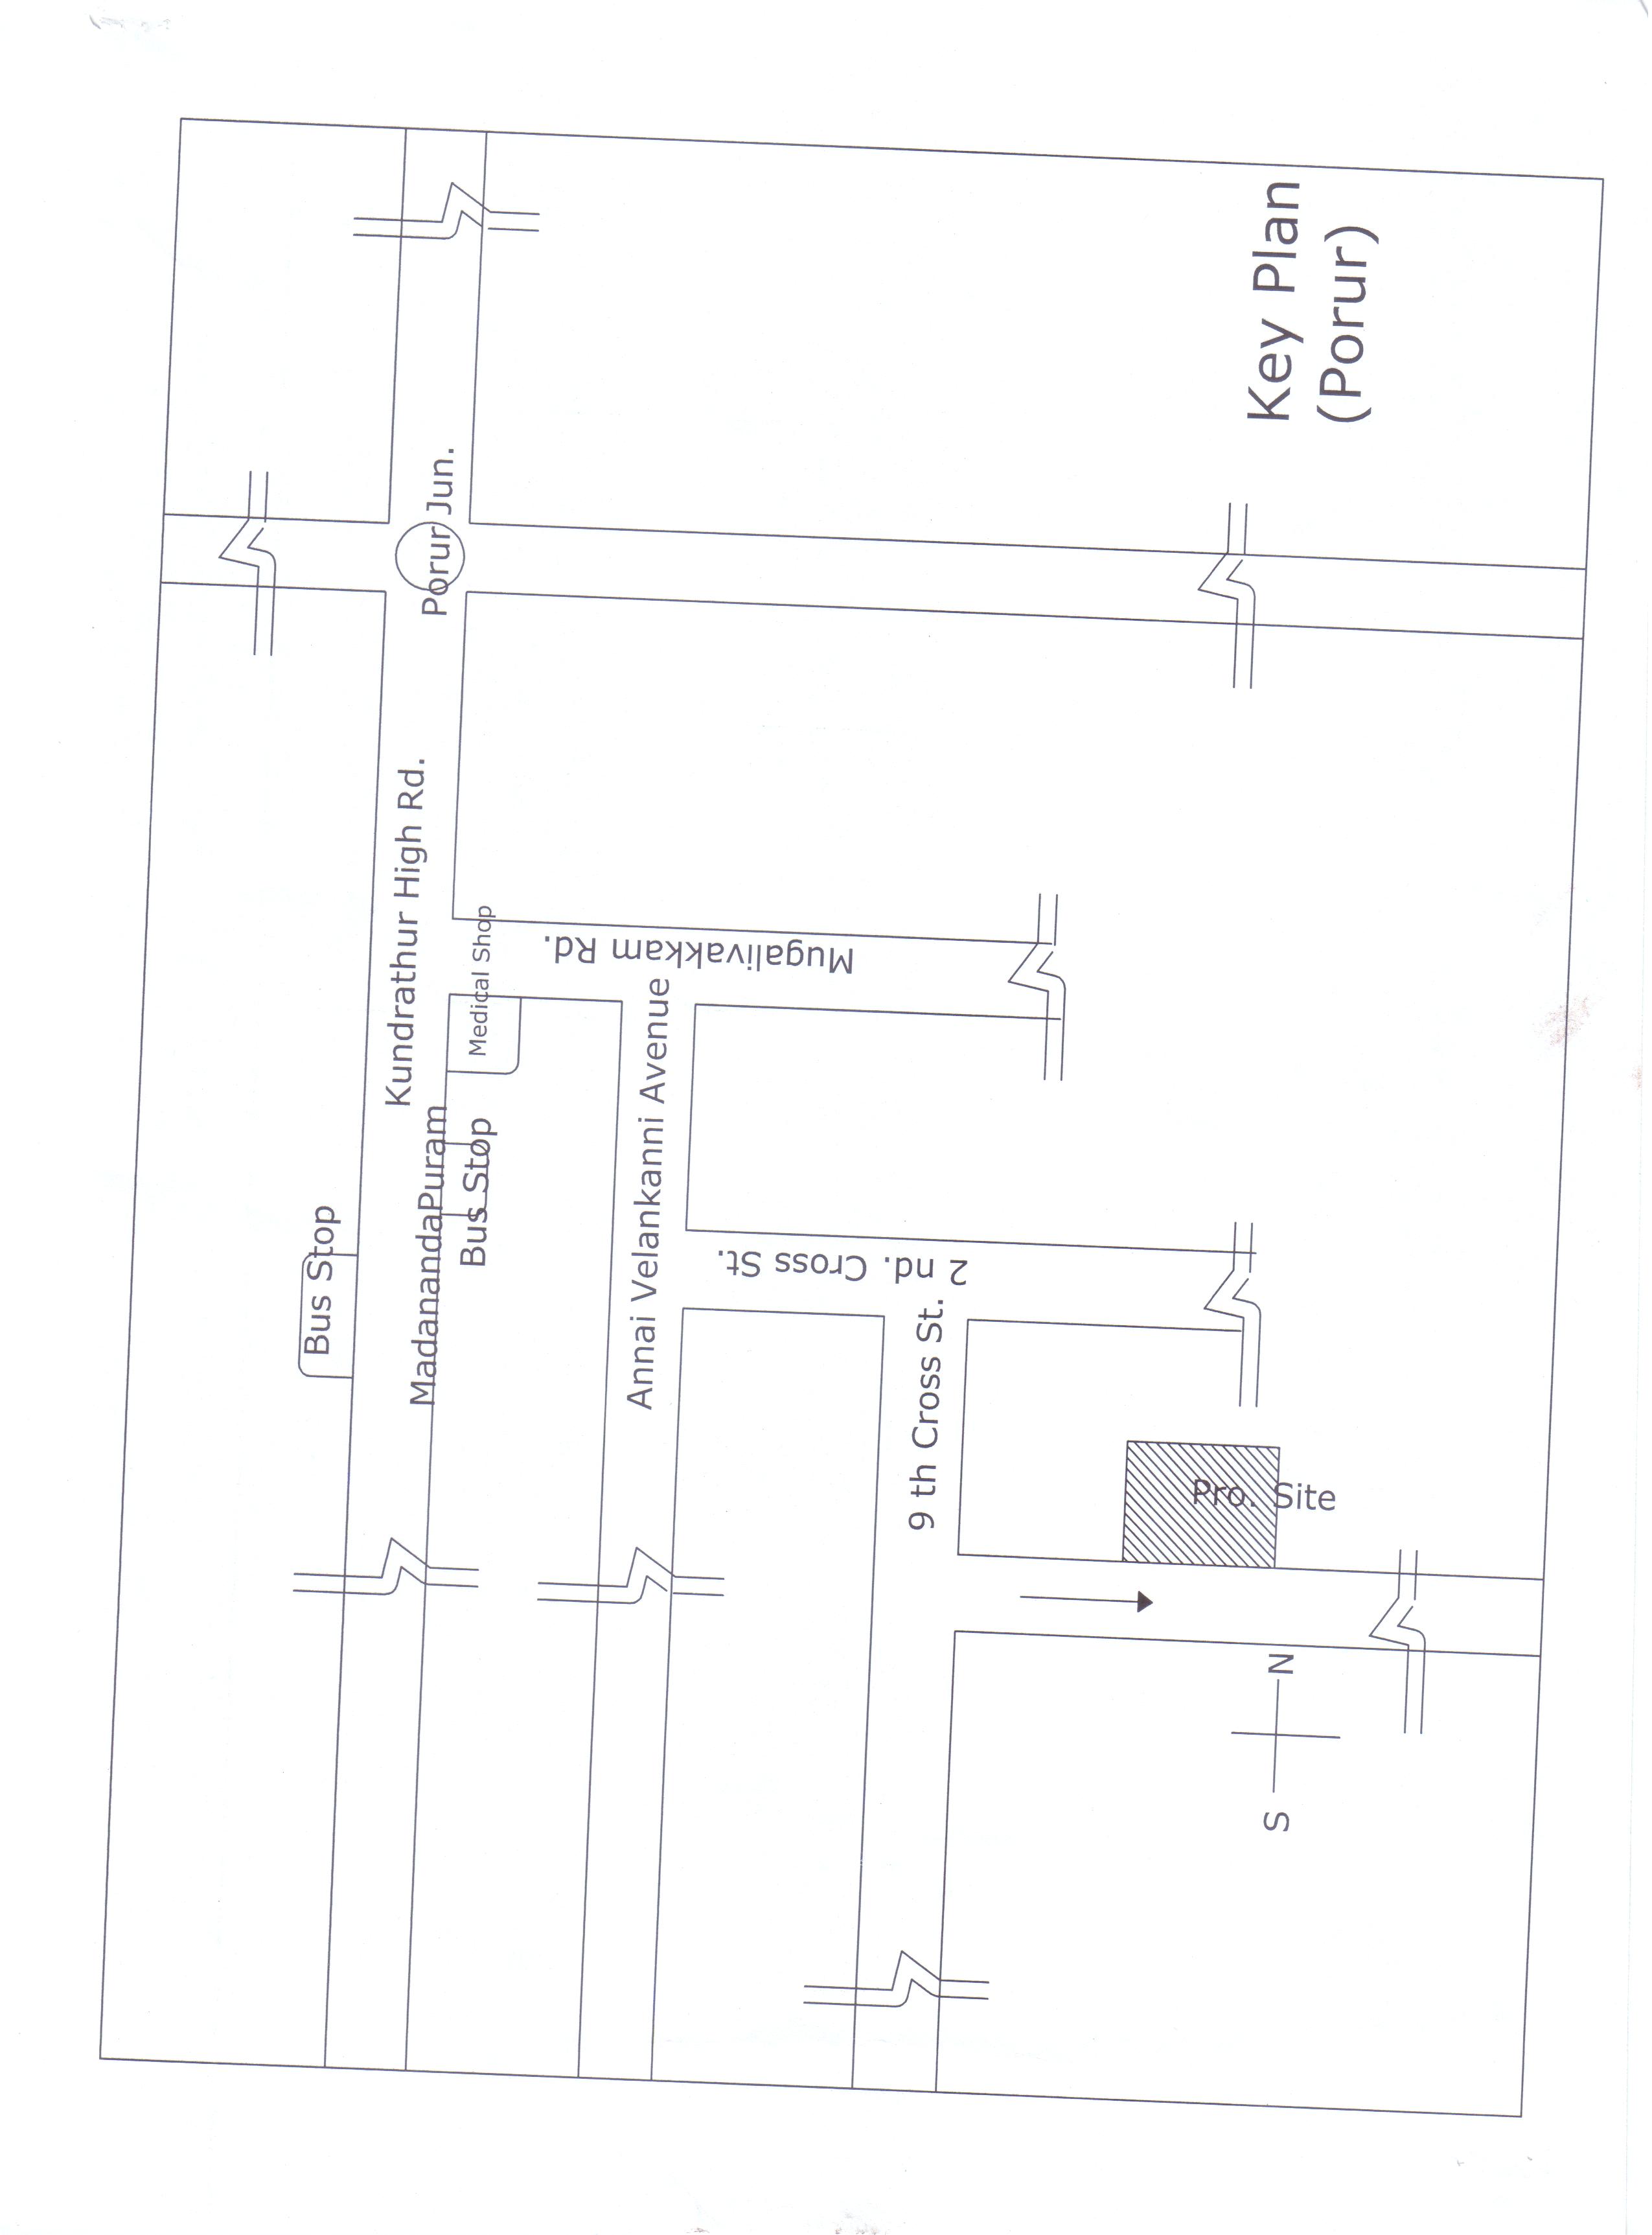 Key Plan
(Porur)
Porur Jun.
Kundrathur High Rd.
Mugalivakkam Rd.
Medical Shop
MadanandaPuram
Bus Stop
Bus Stop
Annai Velankanni Avenue
2 nd. Cross St.
9 th Cross St.
Pro. Site
N
S